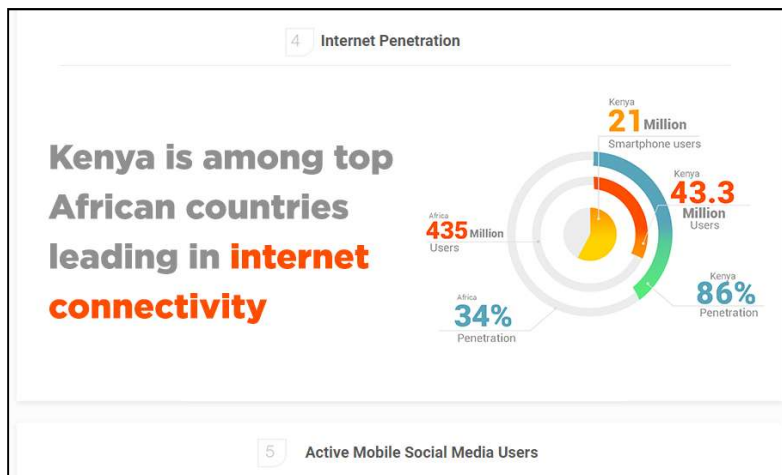 4 Internet Penetration
Kenya is among top
African countries
leading in internet
connectivity
Kenya
21 Million
Smartphone users
Kenya
43.3
Million
Users
Africa
435 Million
Users
Kenya
86%
Penetration
Africa
34%
Penetration
5 Active Mobile Social Media Users